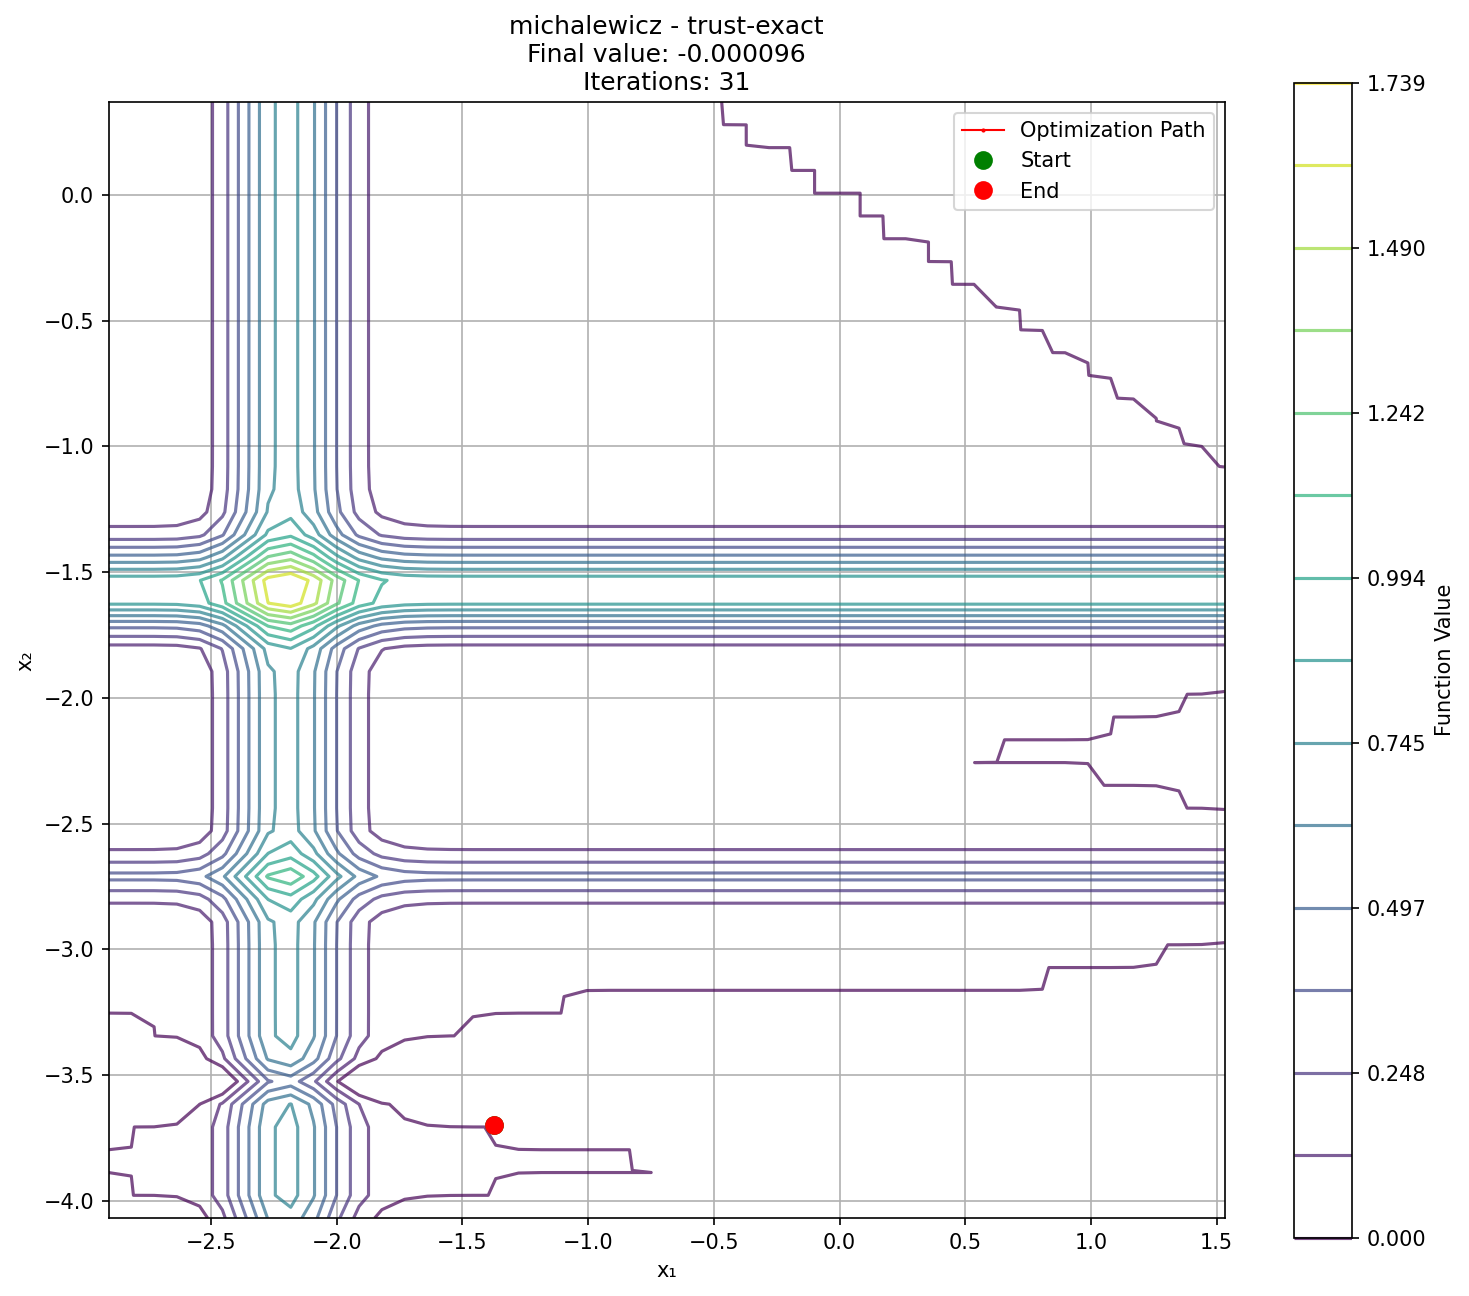 michalewicz - trust-exact
Final value: -0.000096
Iterations: 31
Optimization Path
Start
End
0.0
−0.5
−1.0
−1.5
−2.0
−2.5
−3.0
−3.5
−4.0
x₂
−2.5
−2.0
−1.5
−1.0
−0.5
0.0
0.5
1.0
1.5
x₁
1.739
1.490
1.242
0.994
0.745
0.497
0.248
0.000
Function Value